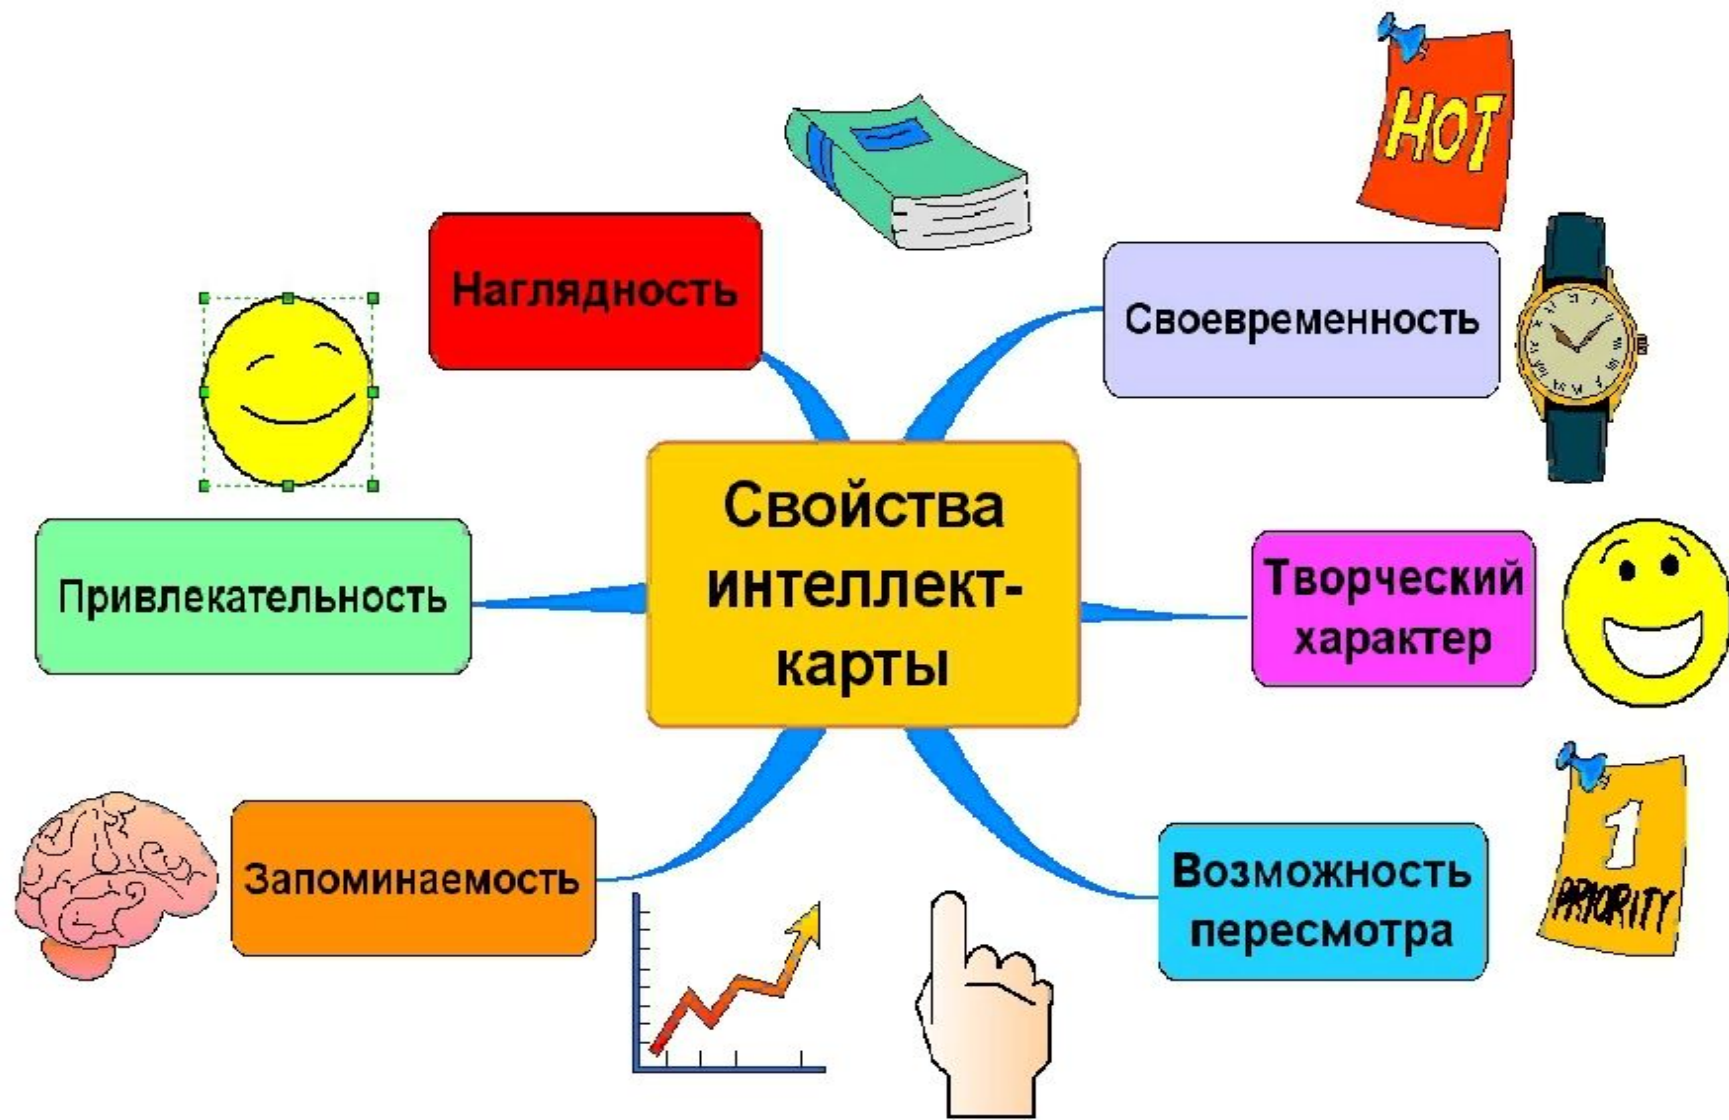 HOT
Наглядность
Своевременность
Свойства
интеллект-
карты
Привлекательность
Творческий
характер
Запоминаемость
Возможность
пересмотра
1
PRIORITY